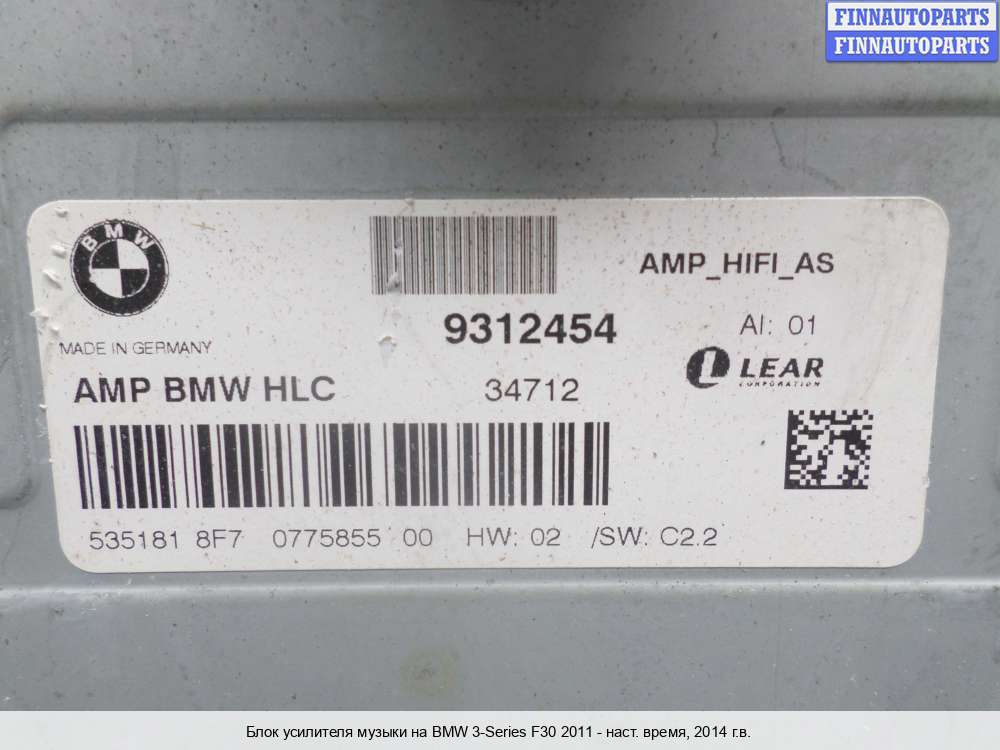 FINNAUTOPARTS
FINNAUTOPARTS
BMW
AMP_HIFI_AS
9312454
AI: 01
MADE IN GERMANY
LEAR
CORPORATION
AMP BMW HLC
34712
535181 8F7 0775855 00 HW: 02 /SW: C2.2
Блок усилителя музыки на BMW 3-Series F30 2011 - наст. время, 2014 г.в.